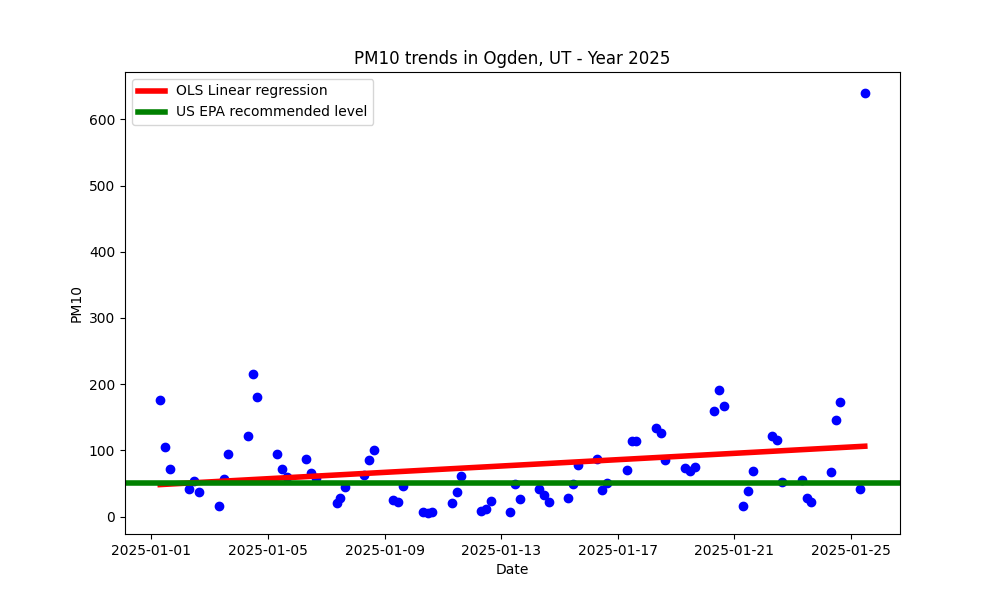 PM10 trends in Ogden, UT - Year 2025
OLS Linear regression
US EPA recommended level
600
500
400
300
200
100
0
PM10
2025-01-01 2025-01-05 2025-01-09 2025-01-13 2025-01-17 2025-01-21 2025-01-25
Date